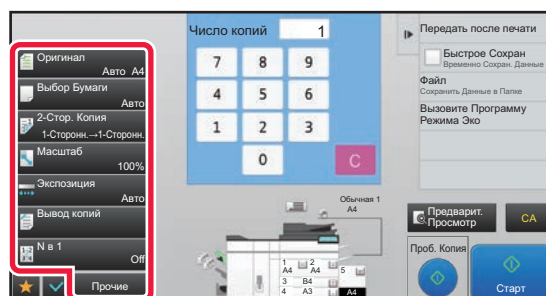 Оригинал
Авто A4
Выбор Бумаги
Авто
2-Стор. Копия
1-Сторонн.→1-Сторонн.
Масштаб
100%
Экспозиция
Авто
Вывод копий
N в 1
Off
Прочие
Число копий 1
7 8 9
4 5 6
1 2 3
0 C
Обычная 1
A4
1 A4 2 A4
3 B4
4 A3
5 A4
Передать после печати
Быстрое Сохран
Временно Сохран. Данные
Файл
Сохранить Данные в Папке
Вызовите Программу
Режима Эко
Предварит.
Просмотр
CA
Проб. Копия
Старт